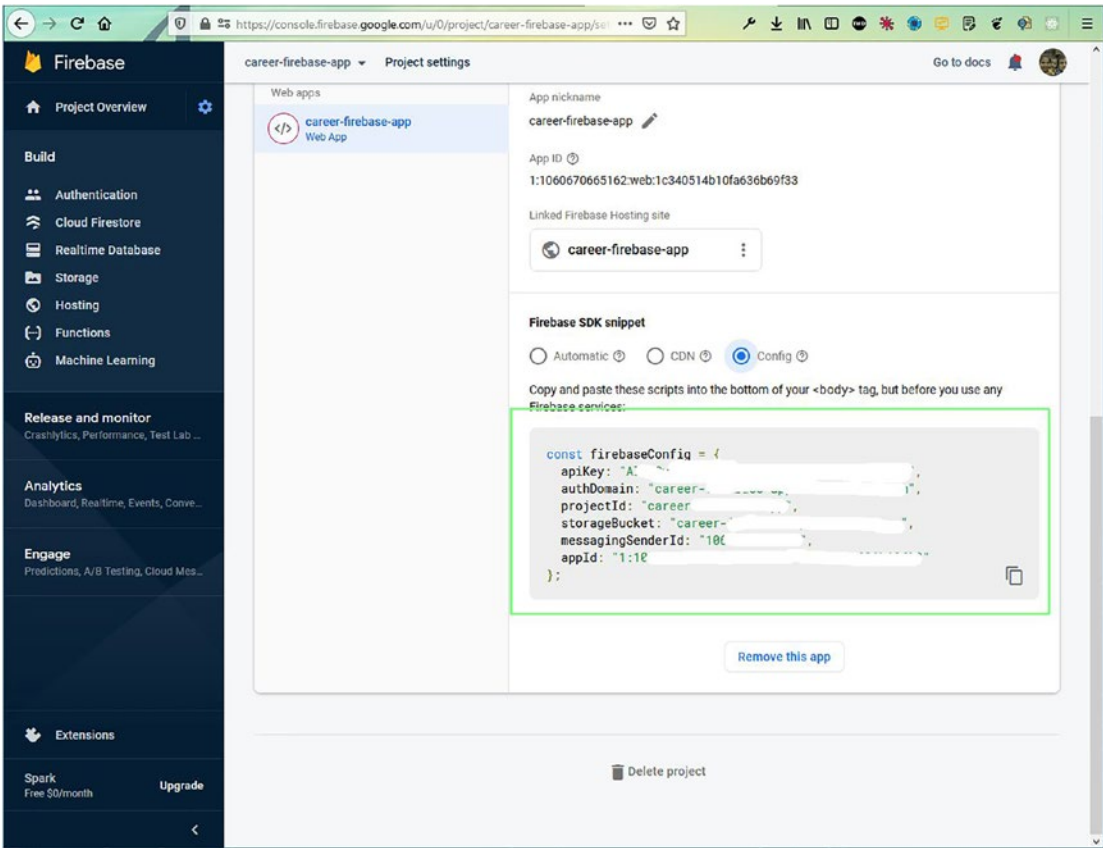 https://console.firebase.google.com/u/0/project/career-firebase-app/set
Firebase
career-firebase-app
Project settings
Go to docs
Project Overview
Build
Authentication
Cloud Firestore
Realtime Database
Storage
Hosting
Functions
Machine Learning
Release and monitor
Crashlytics, Performance, Test Lab ...
Analytics
Dashboard, Realtime, Events, Conve...
Engage
Predictions, A/B Testing, Cloud Mes...
Extensions
Spark
Free $0/month
Upgrade
Web apps
career-firebase-app
Web App
App nickname
career-firebase-app
App ID
1:1060670665162:web:1c340514b10fa636b69f33
Linked Firebase Hosting site
career-firebase-app
Firebase SDK snippet
Automatic
CDN
Config
Copy and paste these scripts into the bottom of your <body> tag, but before you use any
Firebase services:
const firebaseConfig = {
apiKey:
authDomain: "career-
projectId: "career
storageBucket: "career-
messagingSenderId: "106
appId: "1:10
};
Remove this app
Delete project